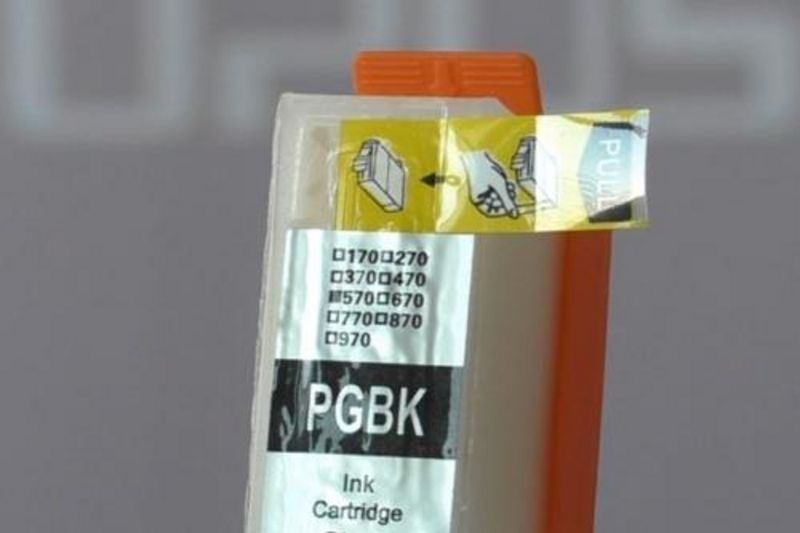 PULL
□170□270
□370□470
■570□670
□770□870
□970
PGBK
Ink
Cartridge